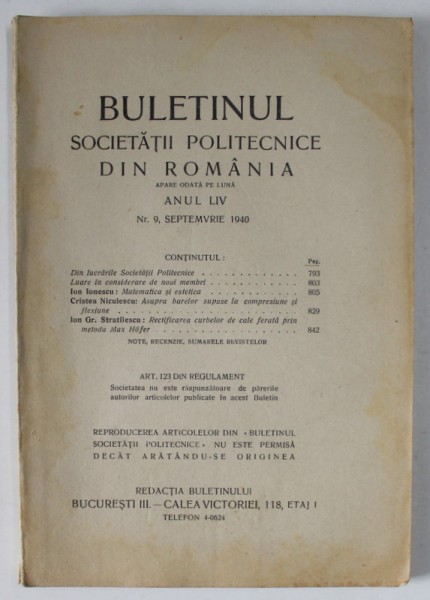 BULETINUL
SOCIETĂȚII POLITECNICE
DIN ROMÂNIA
APARE ODATĂ PE LUNĂ
ANUL LIV
Nr. 9, SEPTEMVRIE 1940
CONȚINUTUL:
Pag.
Din lucrările Societății Politecnice . . . . . . . . . . . . . 793
Luare în considerare de noui membri . . . . . . . . . . . . 803
Ion Ionescu: Matematica și estetica . . . . . . . . . . . . . 805
Cristea Niculescu: Asupra barelor supuse la compresiune și
flexiune . . . . . . . . . . . . . . . . . . . . . . . 829
Ion Gr. Stratilescu: Rectificarea curbelor de cale ferată prin
metoda Max Höfer . . . . . . . . . . . . . . . . . . . 842
NOTE, RECENZIE, SUMARELE REVISTELOR
ART. 123 DIN REGULAMENT
Societatea nu este răspunzătoare de părerile
autorilor articolelor publicate în acest Buletin
REPRODUCEREA ARTICOLELOR DIN «BULETINUL
SOCIETĂȚII POLITECNICE» NU ESTE PERMISĂ
DECÂT ARĂTÂNDU-SE ORIGINEA
REDACȚIA BULETINULUI
BUCUREȘTI III. — CALEA VICTORIEI, 118, ETAJ I
TELEFON 4-0624